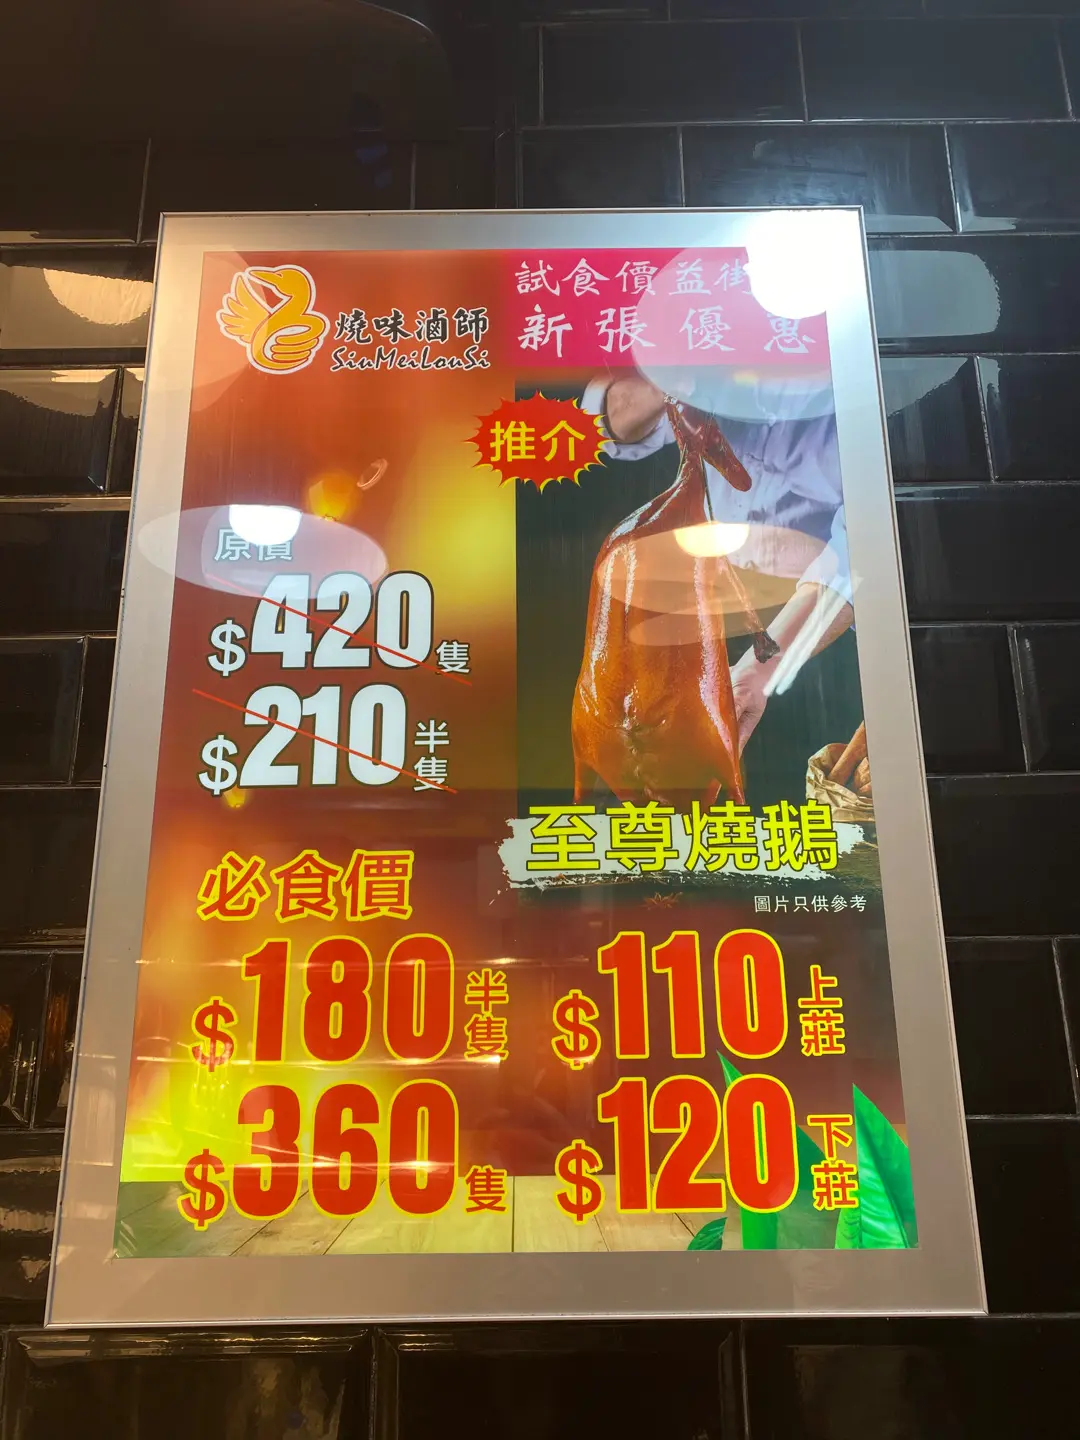 燒味滷師
SiuMeiLouSi
試食價益街
新張優惠
推介
原價
$420隻
$210半隻
至尊燒鵝
圖片只供參考
必食價
$180半隻
$110上莊
$360隻
$120下莊